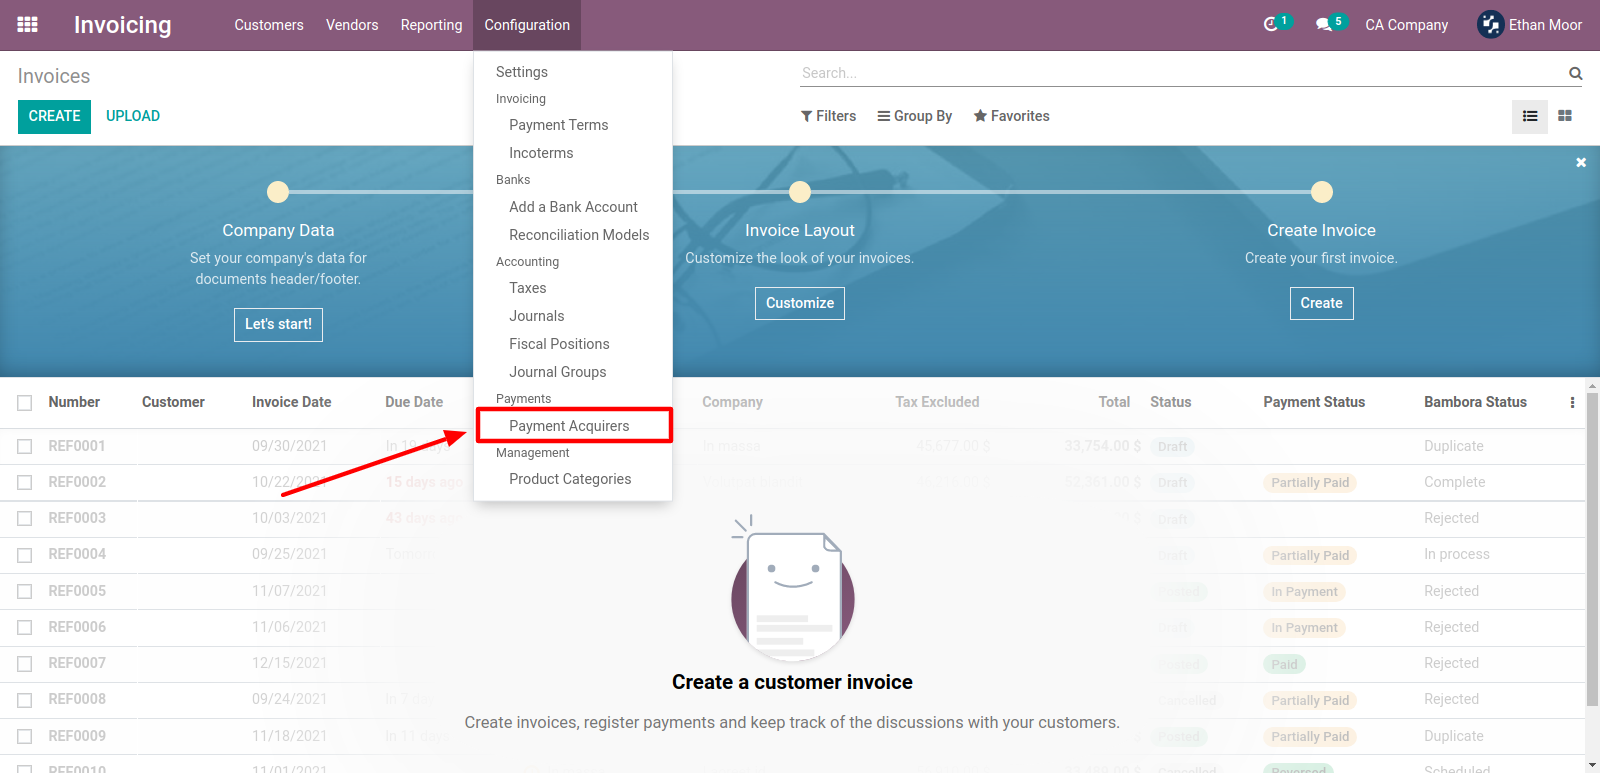 Invoicing Customers Vendors Reporting Configuration 1 5 CA Company Ethan Moor
Invoices
Search...
CREATE UPLOAD
Filters Group By Favorites
Settings
Invoicing
Payment Terms
Incoterms
Banks
Add a Bank Account
Reconciliation Models
Accounting
Taxes
Journals
Fiscal Positions
Journal Groups
Payments
Payment Acquirers
Management
Product Categories
Company Data
Set your company's data for
documents header/footer.
Let's start!
Invoice Layout
Customize the look of your invoices.
Customize
Create Invoice
Create your first invoice.
Create
Number Customer Invoice Date Due Date Company Tax Excluded Total Status Payment Status Bambora Status
REF0001 09/30/2021 In 19 days In massa 45,677.00 $ 33,754.00 $ Draft Duplicate
REF0002 10/22/2021 15 days ago 52,361.00 $ Draft Partially Paid Complete
REF0003 10/03/2021 43 days ago Draft Rejected
REF0004 09/25/2021 Draft Partially Paid In process
REF0005 11/07/2021 Posted In Payment Rejected
REF0006 11/06/2021 Draft In Payment Rejected
REF0007 12/15/2021 Posted Paid Rejected
REF0008 09/24/2021 In 7 Cancelled Partially Paid Rejected
REF0009 11/18/2021 In 11 days Posted Partially Paid Duplicate
REF0010 11/01/2021 Reversed Scheduled
Create a customer invoice
Create invoices, register payments and keep track of the discussions with your customers.